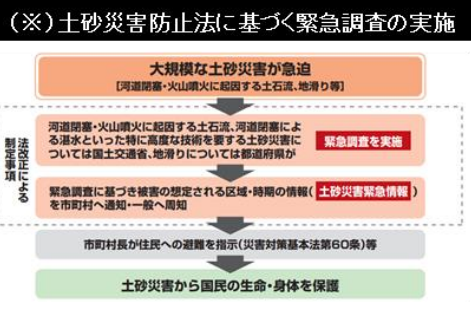 (※)土砂災害防止法に基づく緊急調査の実施
大規模な土砂災害が急迫
[河道閉塞・火山噴火に起因する土石流、地滑り等]
法改正による
制定事項
河道閉塞・火山噴火に起因する土石流、河道閉塞によ
る湛水といった特に高度な技術を要する土砂災害に
ついては国土交通省、地滑りについては都道府県が
緊急調査を実施
緊急調査に基づき被害の想定される区域・時期の情報(土砂災害緊急情報)
を市町村へ通知・一般へ周知
市町村長が住民への避難を指示(災害対策基本法第60条)等
土砂災害から国民の生命・身体を保護